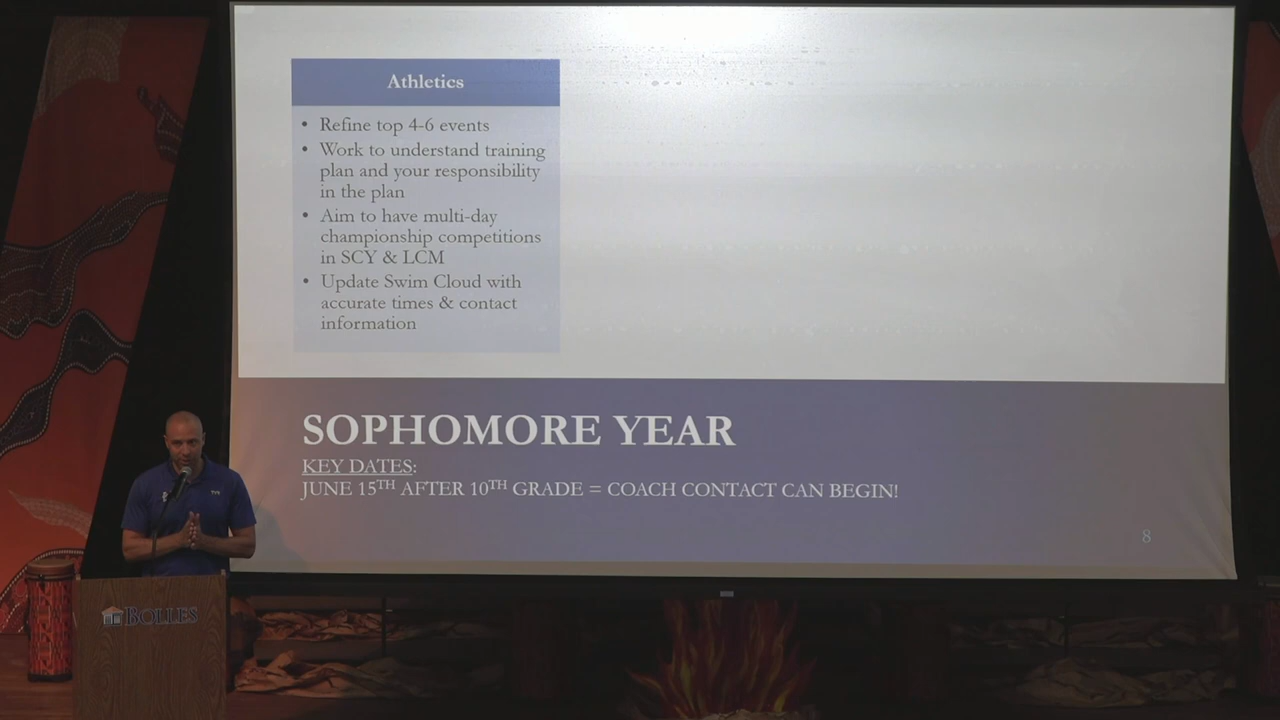 Athletics
• Refine top 4-6 events
• Work to understand training
plan and your responsibility
in the plan
• Aim to have multi-day
championship competitions
in SCY & LCM
• Update Swim Cloud with
accurate times & contact
information
SOPHOMORE YEAR
KEY DATES:
JUNE 15TH AFTER 10TH GRADE = COACH CONTACT CAN BEGIN!
8
BOLLES